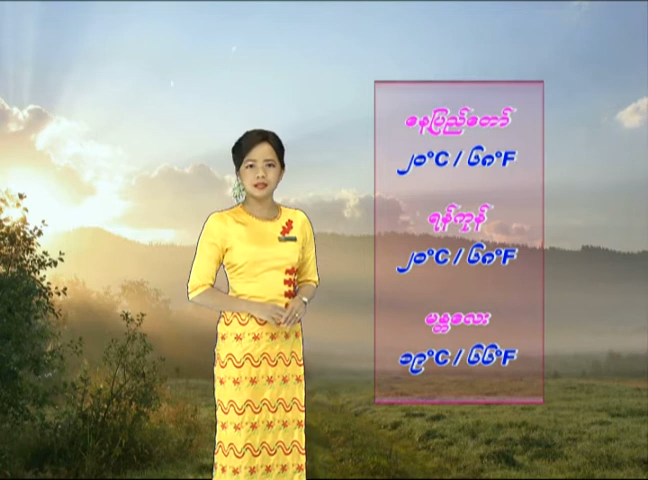 နေပြည်တော်
၂၀°C / ၆၈°F
ရန်ကုန်
၂၀°C / ၆၈°F
မန္တလေး
၁၉°C / ၆၆°F